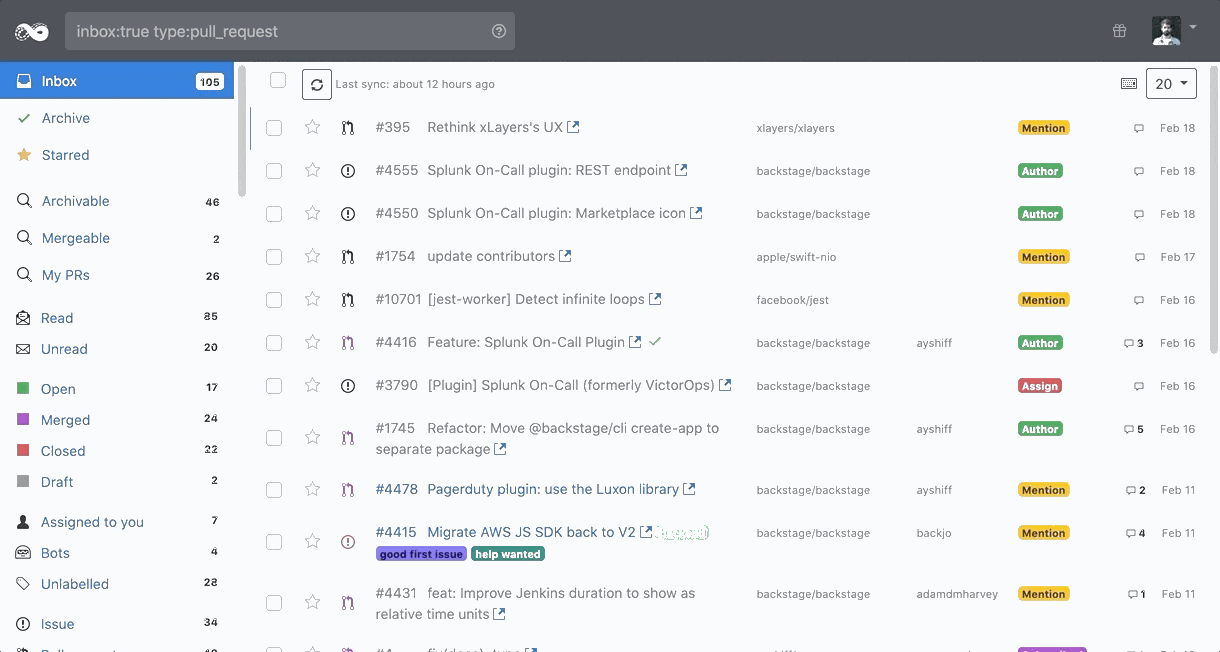 inbox:true type:pull_request
Inbox 105
Archive
Starred
Archivable 46
Mergeable 2
My PRs 26
Read 85
Unread 20
Open 17
Merged 24
Closed 22
Draft 2
Assigned to you 7
Bots 4
Unlabelled 28
Issue 34
Last sync: about 12 hours ago 20
#395 Rethink xLayers's UX xlayers/xlayers Mention Feb 18
#4555 Splunk On-Call plugin: REST endpoint backstage/backstage Author Feb 18
#4550 Splunk On-Call plugin: Marketplace icon backstage/backstage Author Feb 18
#1754 update contributors apple/swift-nio Mention Feb 17
#10701 [jest-worker] Detect infinite loops facebook/jest Mention Feb 16
#4416 Feature: Splunk On-Call Plugin backstage/backstage ayshiff Author 3 Feb 16
#3790 [Plugin] Splunk On-Call (formerly VictorOps) backstage/backstage Assign Feb 16
#1745 Refactor: Move @backstage/cli create-app to backstage/backstage ayshiff Author 5 Feb 16
separate package
#4478 Pagerduty plugin: use the Luxon library backstage/backstage ayshiff Mention 2 Feb 11
#4415 Migrate AWS JS SDK back to V2 backstage/backstage backjo Mention 4 Feb 11
good first issue help wanted
#4431 feat: Improve Jenkins duration to show as backstage/backstage adamdmharvey Mention 1 Feb 11
relative time units